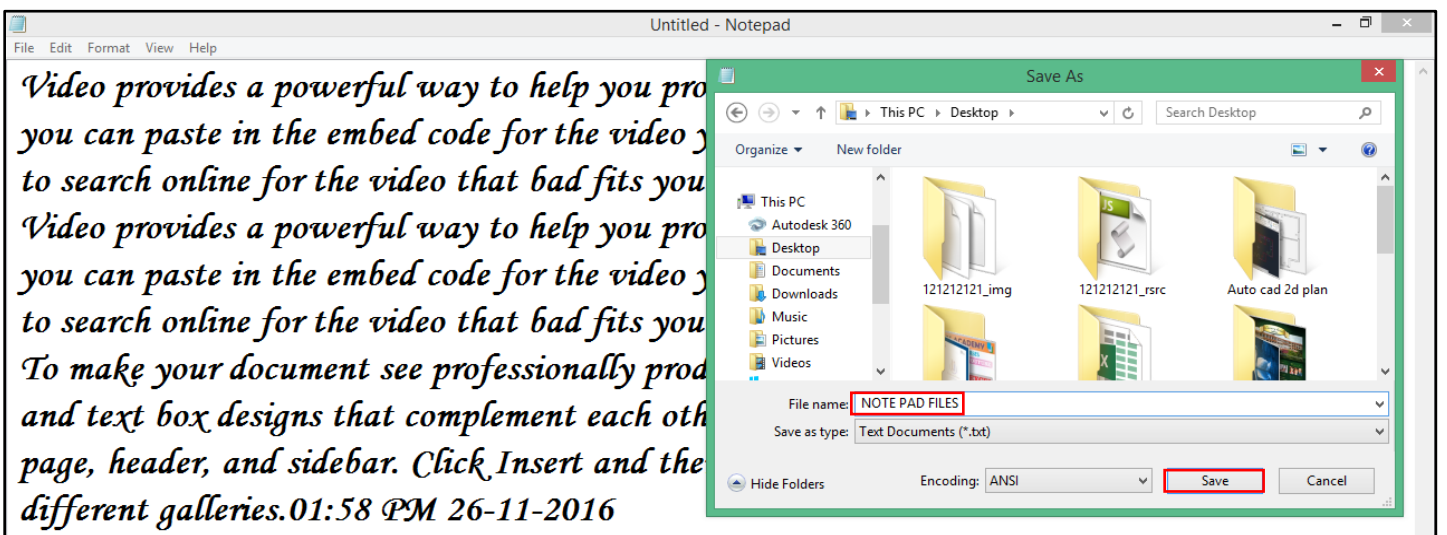 Untitled - Notepad
File Edit Format View Help
Video provides a powerful way to help you pro
you can paste in the embed code for the video y
to search online for the video that bad fits you
Video provides a powerful way to help you pro
you can paste in the embed code for the video y
to search online for the video that bad fits you
To make your document see professionally prod
and text box designs that complement each oth
page, header, and sidebar. Click Insert and the
different galleries.01:58 PM 26-11-2016
Save As
This PC Desktop
Search Desktop
Organize New folder
This PC
Autodesk 360
Desktop
Documents
Downloads
Music
Pictures
Videos
JS
121212121_img 121212121_rsrc Auto cad 2d plan
ACADEMY
X
File name: NOTE PAD FILES
Save as type: Text Documents (*.txt)
Hide Folders Encoding: ANSI Save Cancel